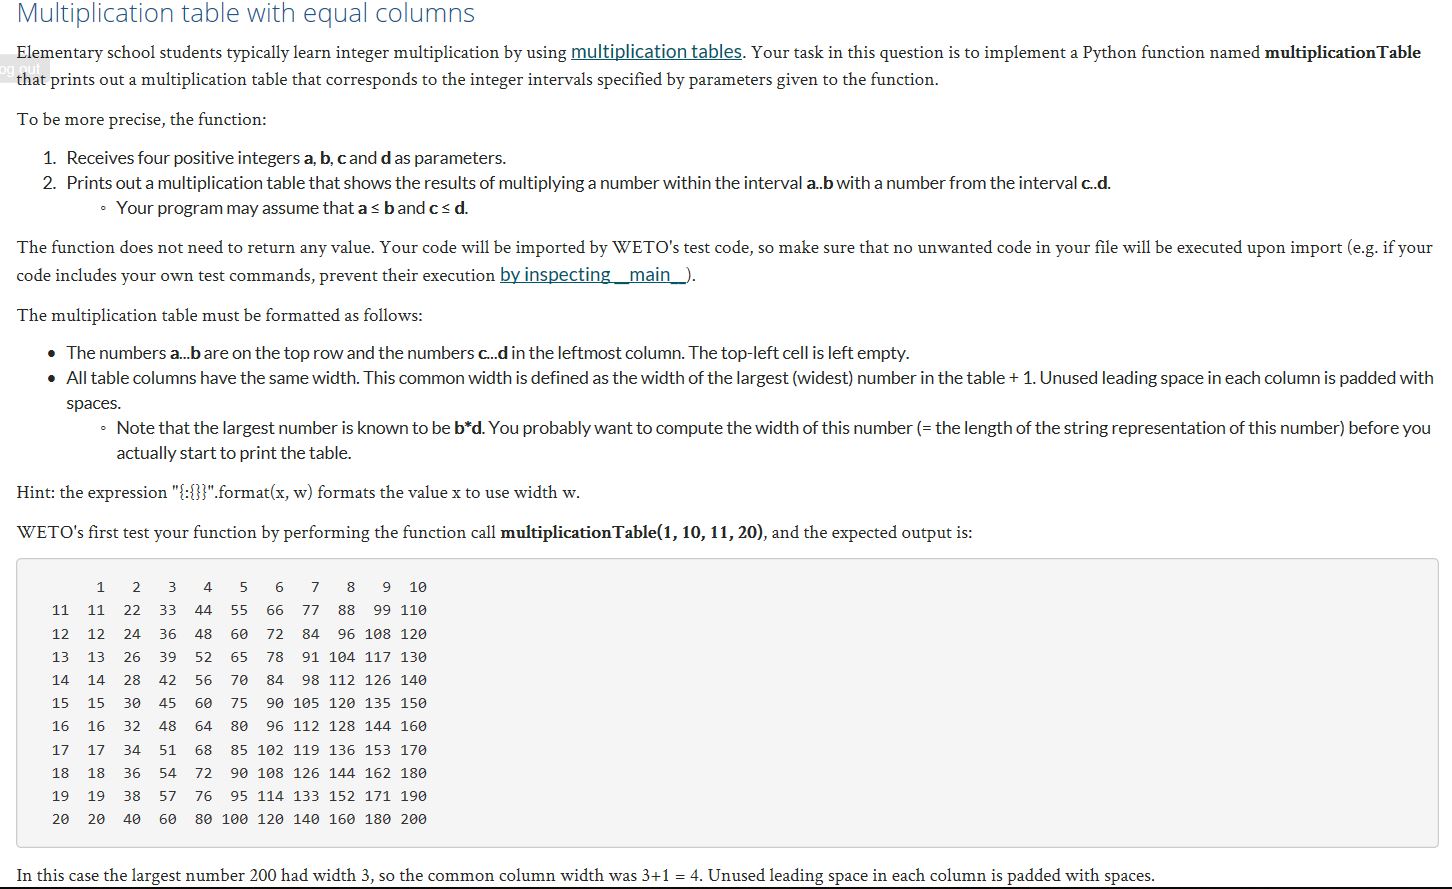 Multiplication table with equal columns
Elementary school students typically learn integer multiplication by using multiplication tables. Your task in this question is to implement a Python function named multiplicationTable
og out
that prints out a multiplication table that corresponds to the integer intervals specified by parameters given to the function.
To be more precise, the function:
1. Receives four positive integers a, b, c and d as parameters.
2. Prints out a multiplication table that shows the results of multiplying a number within the interval a..b with a number from the interval c..d.
◦ Your program may assume that a ≤ b and c ≤ d.
The function does not need to return any value. Your code will be imported by WETO's test code, so make sure that no unwanted code in your file will be executed upon import (e.g. if your
code includes your own test commands, prevent their execution by inspecting __main__).
The multiplication table must be formatted as follows:
• The numbers a...b are on the top row and the numbers c...d in the leftmost column. The top-left cell is left empty.
• All table columns have the same width. This common width is defined as the width of the largest (widest) number in the table + 1. Unused leading space in each column is padded with
spaces.
◦ Note that the largest number is known to be b*d. You probably want to compute the width of this number (= the length of the string representation of this number) before you
actually start to print the table.
Hint: the expression "{:{}}".format(x, w) formats the value x to use width w.
WETO's first test your function by performing the function call multiplicationTable(1, 10, 11, 20), and the expected output is:
1 2 3 4 5 6 7 8 9 10
11 11 22 33 44 55 66 77 88 99 110
12 12 24 36 48 60 72 84 96 108 120
13 13 26 39 52 65 78 91 104 117 130
14 14 28 42 56 70 84 98 112 126 140
15 15 30 45 60 75 90 105 120 135 150
16 16 32 48 64 80 96 112 128 144 160
17 17 34 51 68 85 102 119 136 153 170
18 18 36 54 72 90 108 126 144 162 180
19 19 38 57 76 95 114 133 152 171 190
20 20 40 60 80 100 120 140 160 180 200
In this case the largest number 200 had width 3, so the common column width was 3+1 = 4. Unused leading space in each column is padded with spaces.